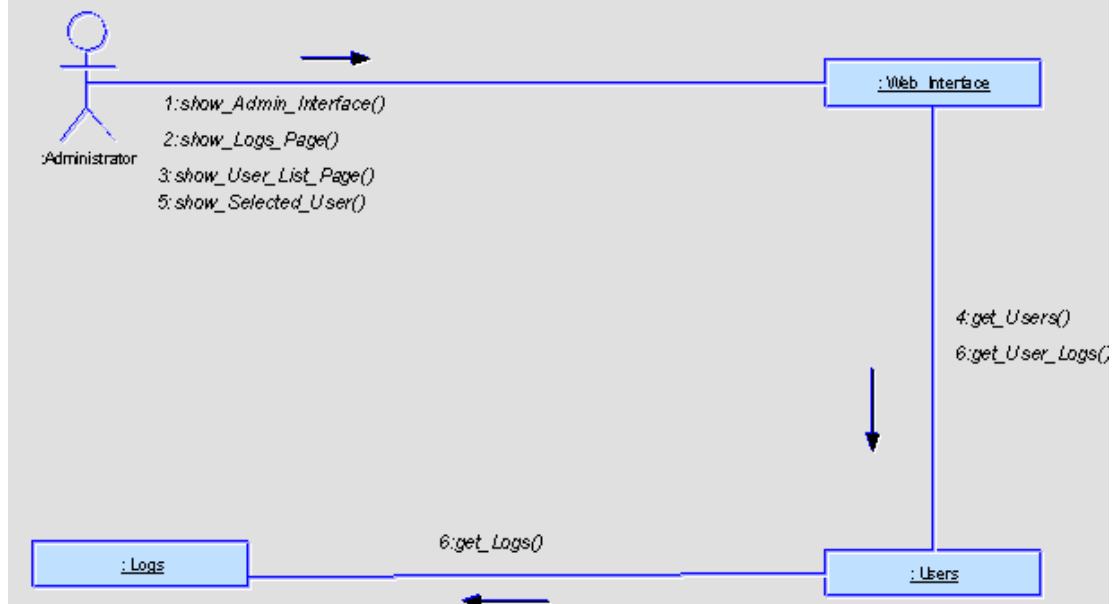 : Web_Interface
1:show_Admin_Interface()
2:show_Logs_Page()
:Administrator
3:show_User_List_Page()
5:show_Selected_User()
4:get_Users()
6:get_User_Logs()
6:get_Logs()
: Logs
: Users